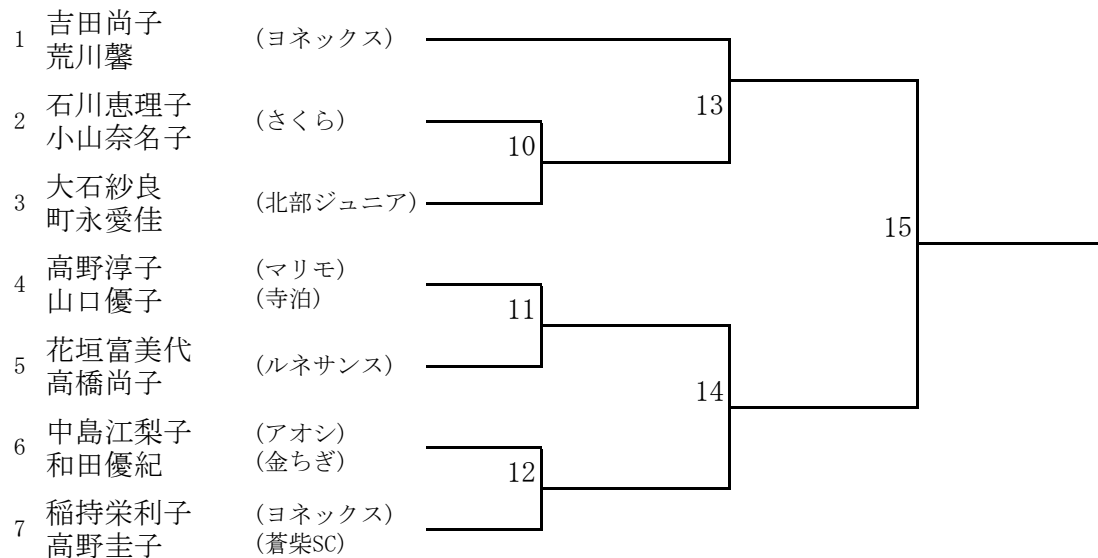 1 吉田尚子 (ヨネックス)
荒川馨
2 石川恵理子 (さくら)
小山奈名子
3 大石紗良 (北部ジュニア)
町永愛佳
4 高野淳子 (マリモ)
山口優子 (寺泊)
5 花垣富美代 (ルネサンス)
高橋尚子
6 中島江梨子 (アオシ)
和田優紀 (金ちぎ)
7 稲持栄利子 (ヨネックス)
高野圭子 (蒼柴SC)
10
11
12
13
14
15